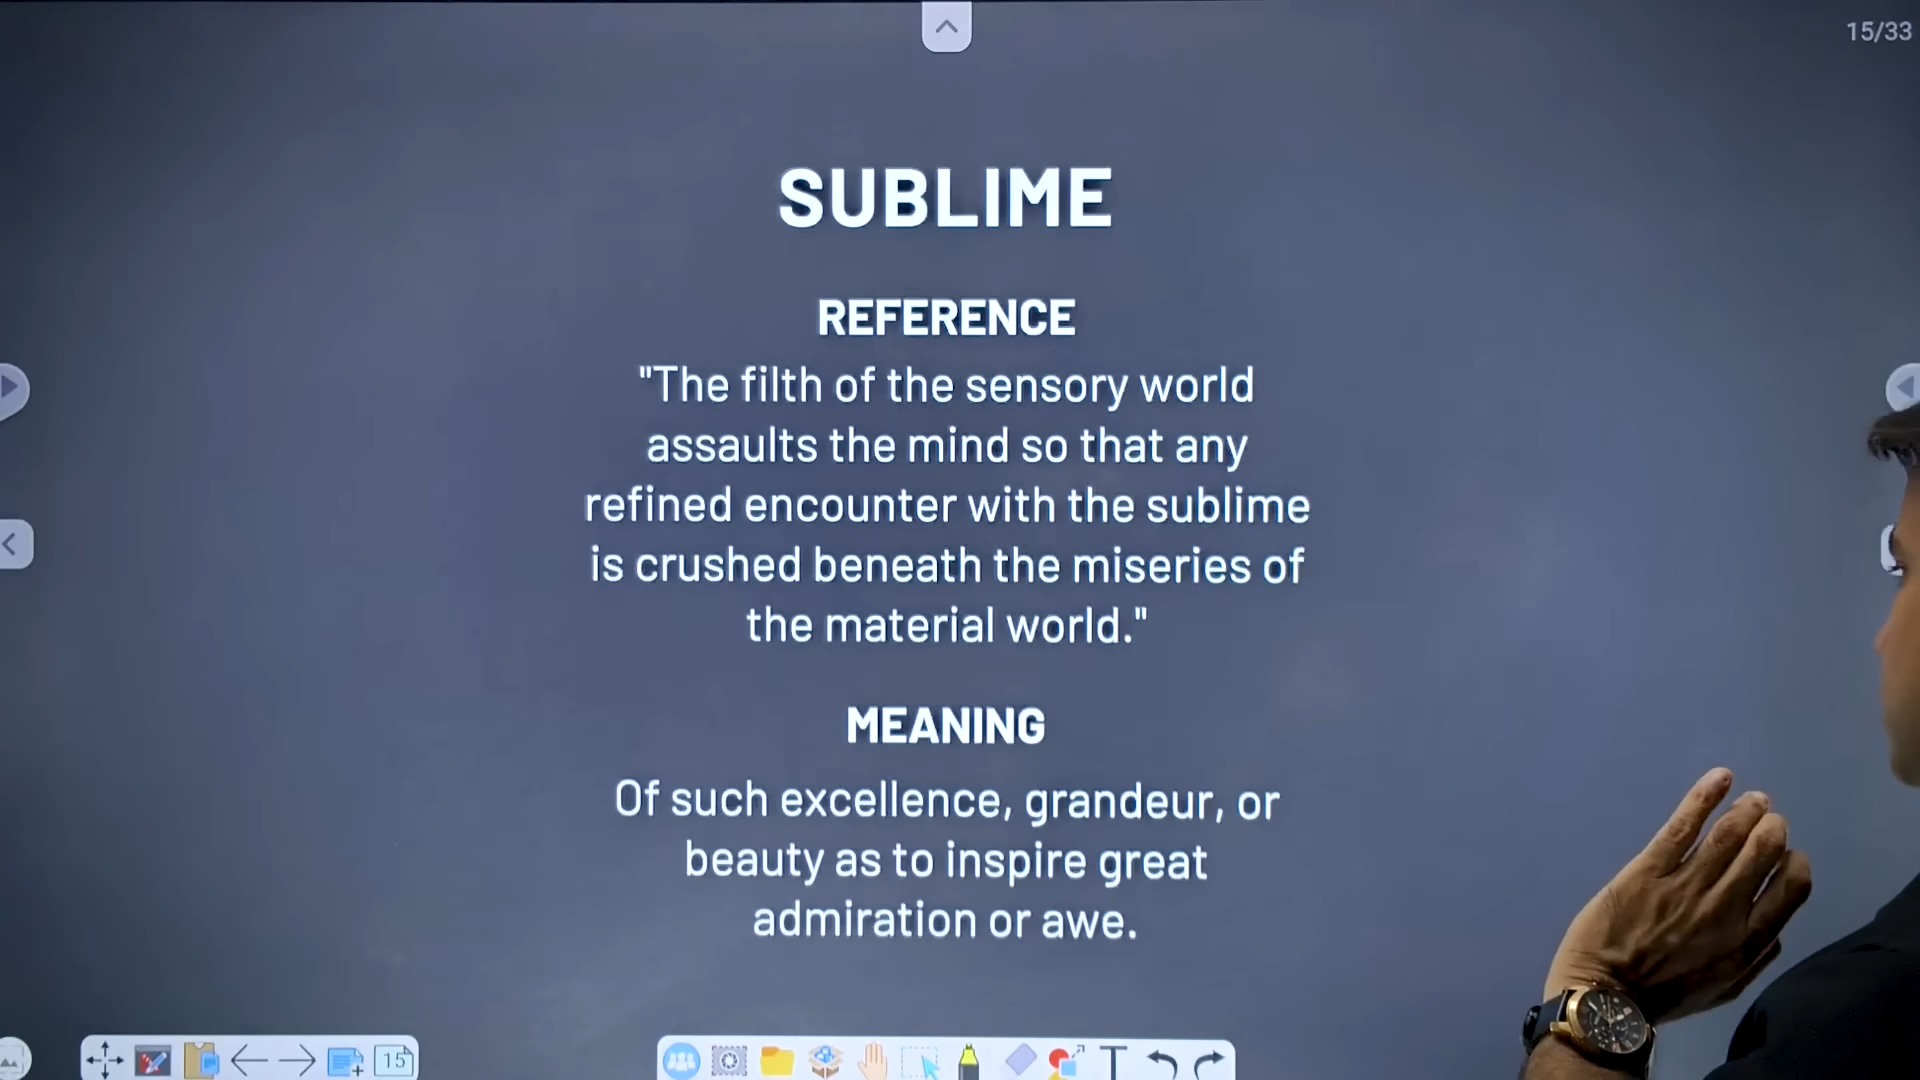 15/33
SUBLIME
REFERENCE
"The filth of the sensory world
assaults the mind so that any
refined encounter with the sublime
is crushed beneath the miseries of
the material world."
MEANING
Of such excellence, grandeur, or
beauty as to inspire great
admiration or awe.
15
T